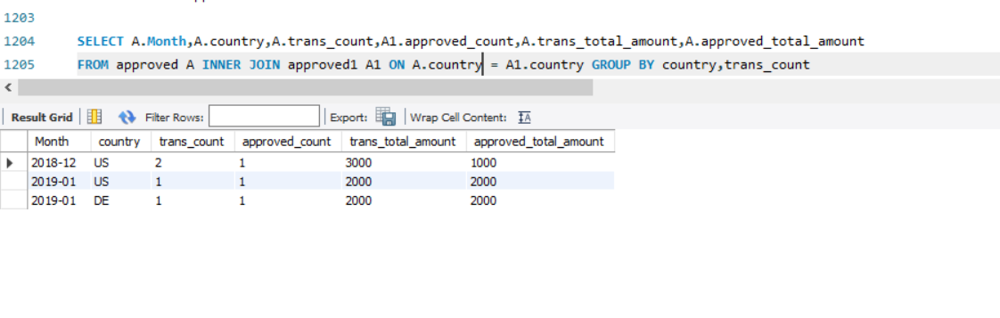 1203
1204 SELECT A.Month,A.country,A.trans_count,A1.approved_count,A.trans_total_amount,A.approved_total_amount
1205 FROM approved A INNER JOIN approved1 A1 ON A.country = A1.country GROUP BY country,trans_count
Result Grid Filter Rows: Export: Wrap Cell Content: IA
Month country trans_count approved_count trans_total_amount approved_total_amount
2018-12 US 2 1 3000 1000
2019-01 US 1 1 2000 2000
2019-01 DE 1 1 2000 2000